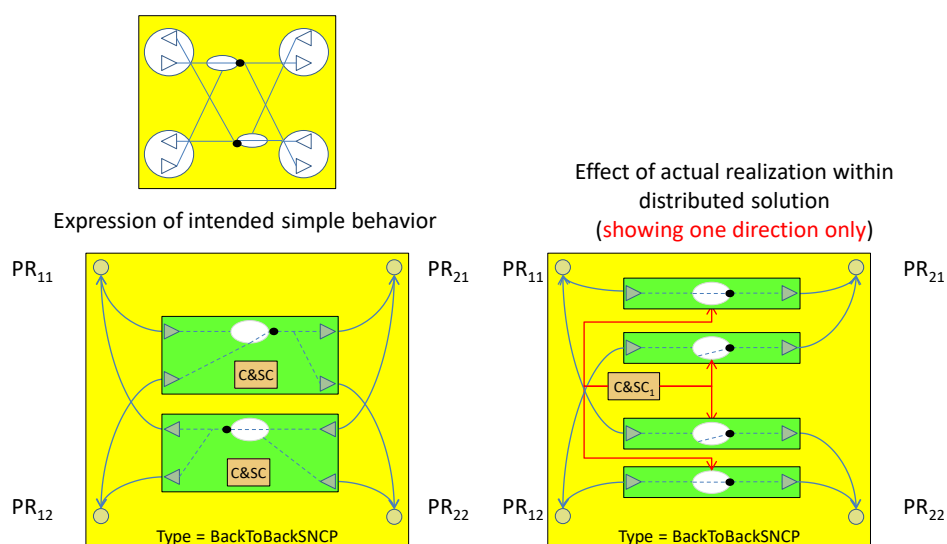 Expression of intended simple behavior
Effect of actual realization within
distributed solution
(showing one direction only)
PR11
PR21
C&SC
C&SC
PR12
PR22
Type = BackToBackSNCP
PR11
PR21
C&SC1
PR12
PR22
Type = BackToBackSNCP